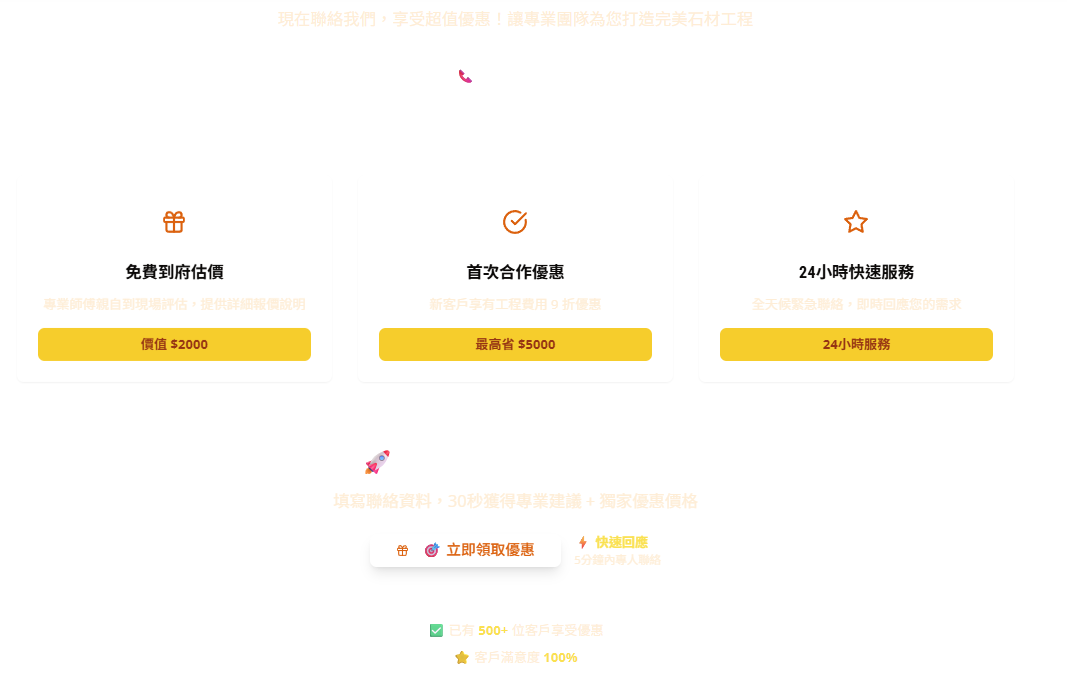 現在聯絡我們，享受超值優惠！讓專業團隊為您打造完美石材工程
免費到府估價
專業師傅親自到現場評估，提供詳細報價說明
價值 $2000
首次合作優惠
新客戶享有工程費用 9 折優惠
最高省 $5000
24小時快速服務
全天候緊急聯絡，即時回應您的需求
24小時服務
填寫聯絡資料，30秒獲得專業建議 + 獨家優惠價格
立即領取優惠
快速回應
5分鐘內專人聯絡
已有 500+ 位客戶享受優惠
客戶滿意度 100%